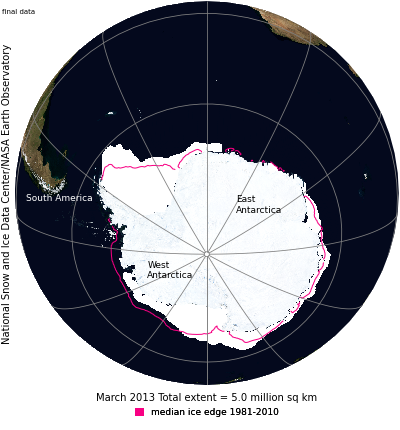 final data
National Snow and Ice Data Center/NASA Earth Observatory
South America
East
Antarctica
West
Antarctica
March 2013 Total extent = 5.0 million sq km
median ice edge 1981-2010